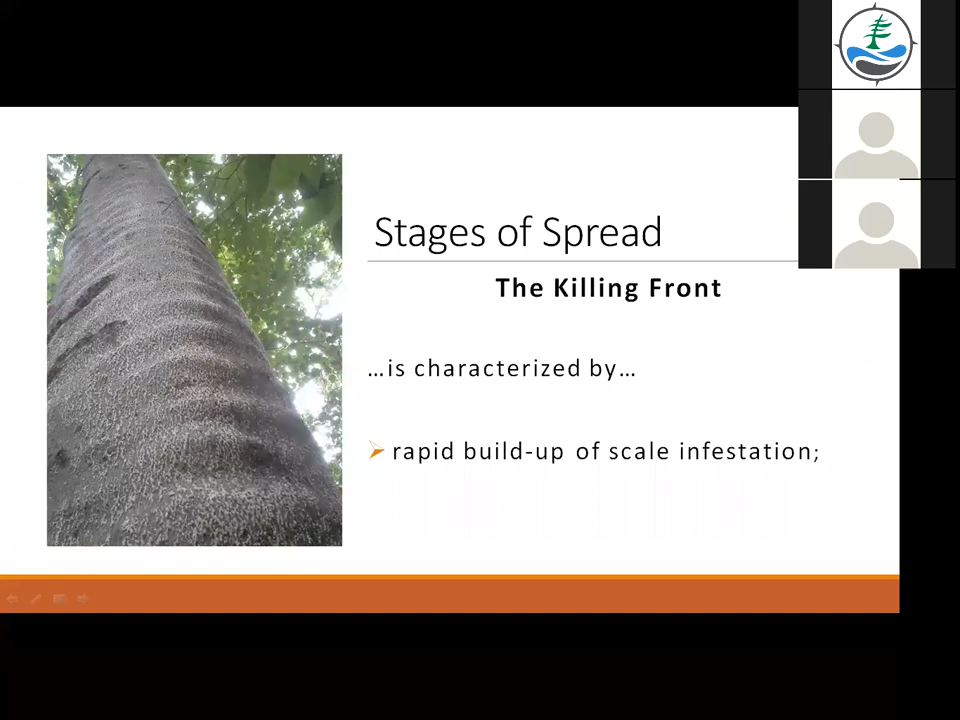 Stages of Spread
The Killing Front
…is characterized by…
➢ rapid build-up of scale infestation;